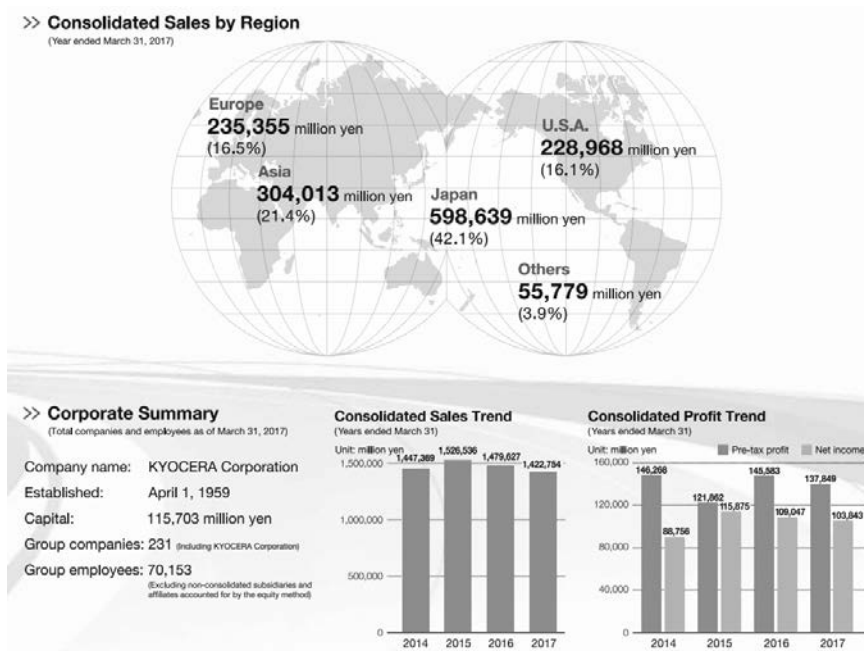 >> Consolidated Sales by Region
(Year ended March 31, 2017)
Europe
235,355 million yen
(16.5%)
Asia
304,013 million yen
(21.4%)
Japan
598,639 million yen
(42.1%)
U.S.A.
228,968 million yen
(16.1%)
Others
55,779 million yen
(3.9%)
>> Corporate Summary
(Total companies and employees as of March 31, 2017)
Company name: KYOCERA Corporation
Established: April 1, 1959
Capital: 115,703 million yen
Group companies: 231 (Including KYOCERA Corporation)
Group employees: 70,153
(Excluding non-consolidated subsidiaries and
affiliates accounted for by the equity method)
Consolidated Sales Trend
(Years ended March 31)
Unit: million yen
1,447,369 1,526,536 1,479,627 1,422,754
1,500,000
1,000,000
500,000
0
2014 2015 2016 2017
Consolidated Profit Trend
(Years ended March 31)
Unit: million yen Pre-tax profit Net income
160,000
146,268 145,583 137,849
121,862 115,875 109,047 103,843
120,000
88,756
80,000
40,000
0
2014 2015 2016 2017